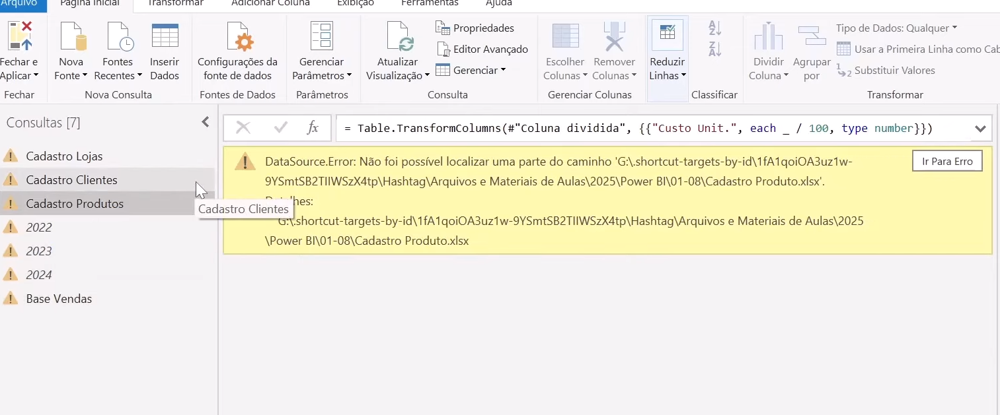 Arquivo Página Inicial Transformar Adicionar Coluna Exibição Ferramentas Ajuda
Fechar e Aplicar
Fechar
Nova Fonte
Fontes Recentes
Inserir Dados
Nova Consulta
Configurações da fonte de dados
Fontes de Dados
Gerenciar Parâmetros
Parâmetros
Atualizar Visualização
Propriedades
Editor Avançado
Gerenciar
Consulta
Escolher Colunas
Remover Colunas
Gerenciar Colunas
Reduzir Linhas
A
Z
Z
A
Classificar
Dividir Coluna
Agrupar por
Tipo de Dados: Qualquer
Usar a Primeira Linha como Cab
1 2 Substituir Valores
Transformar
Consultas [7]
Cadastro Lojas
Cadastro Clientes
Cadastro Produtos
2022
2023
2024
Base Vendas
Cadastro Clientes
fx
= Table.TransformColumns(#"Coluna dividida", {{"Custo Unit.", each _ / 100, type number}})
DataSource.Error: Não foi possível localizar uma parte do caminho 'G:\.shortcut-targets-by-id\1fA1qoiOA3uz1w-
9YSmtSB2TIIWSzX4tp\Hashtag\Arquivos e Materiais de Aulas\2025\Power BI\01-08\Cadastro Produto.xlsx'.
Detalhes:
G:\.shortcut-targets-by-id\1fA1qoiOA3uz1w-9YSmtSB2TIIWSzX4tp\Hashtag\Arquivos e Materiais de Aulas\2025
\Power BI\01-08\Cadastro Produto.xlsx
Ir Para Erro